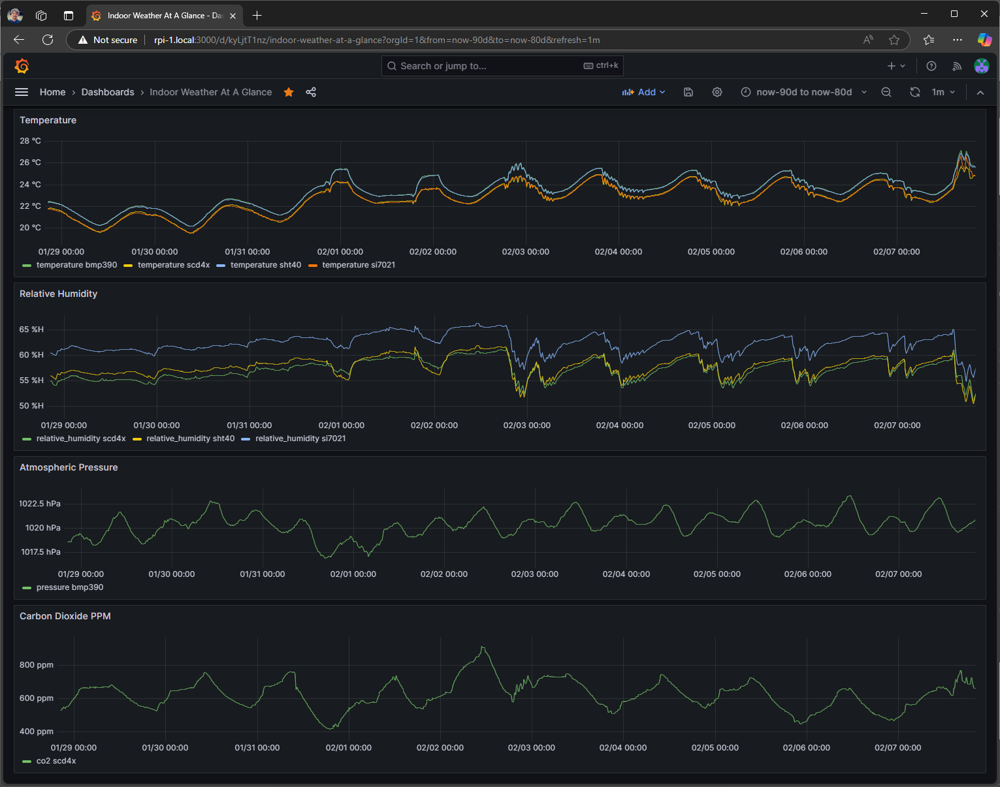 Indoor Weather At A Glance - Das
Not secure rpi-1.local:3000/d/kyLjtT1nz/indoor-weather-at-a-glance?orgId=1&from=now-90d&to=now-80d&refresh=1m
Search or jump to... ctrl+k
Home › Dashboards › Indoor Weather At A Glance Add now-90d to now-80d 1m
Temperature
28 °C
26 °C
24 °C
22 °C
20 °C
01/29 00:00 01/30 00:00 01/31 00:00 02/01 00:00 02/02 00:00 02/03 00:00 02/04 00:00 02/05 00:00 02/06 00:00 02/07 00:00
temperature bmp390 temperature scd4x temperature sht40 temperature si7021
Relative Humidity
65 %H
60 %H
55 %H
50 %H
01/29 00:00 01/30 00:00 01/31 00:00 02/01 00:00 02/02 00:00 02/03 00:00 02/04 00:00 02/05 00:00 02/06 00:00 02/07 00:00
relative_humidity scd4x relative_humidity sht40 relative_humidity si7021
Atmospheric Pressure
1022.5 hPa
1020 hPa
1017.5 hPa
01/29 00:00 01/30 00:00 01/31 00:00 02/01 00:00 02/02 00:00 02/03 00:00 02/04 00:00 02/05 00:00 02/06 00:00 02/07 00:00
pressure bmp390
Carbon Dioxide PPM
800 ppm
600 ppm
400 ppm
01/29 00:00 01/30 00:00 01/31 00:00 02/01 00:00 02/02 00:00 02/03 00:00 02/04 00:00 02/05 00:00 02/06 00:00 02/07 00:00
co2 scd4x